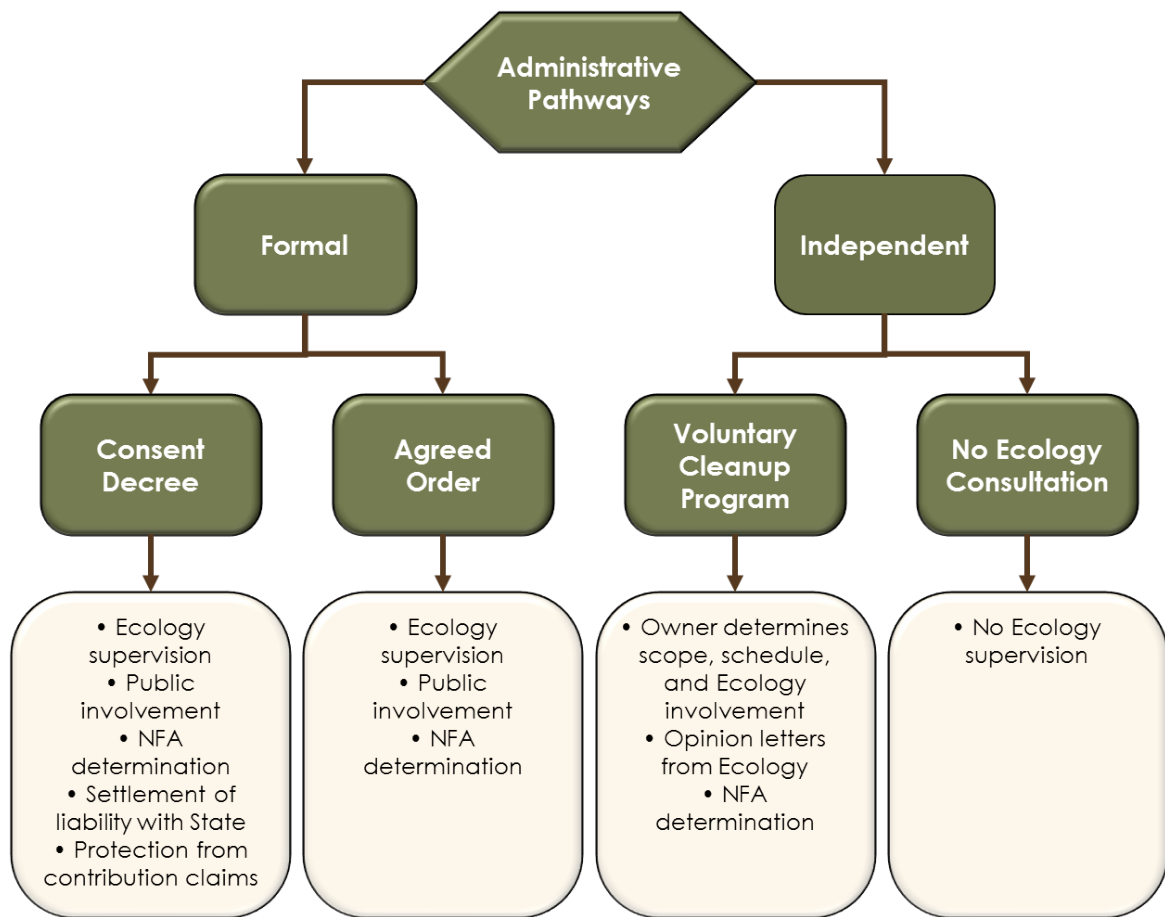 Administrative
Pathways
Formal
Independent
Consent
Decree
Agreed
Order
Voluntary
Cleanup
Program
No Ecology
Consultation
• Ecology
supervision
• Public
involvement
• NFA
determination
• Settlement of
liability with State
• Protection from
contribution claims
• Ecology
supervision
• Public
involvement
• NFA
determination
• Owner determines
scope, schedule,
and Ecology
involvement
• Opinion letters
from Ecology
• NFA
determination
• No Ecology
supervision